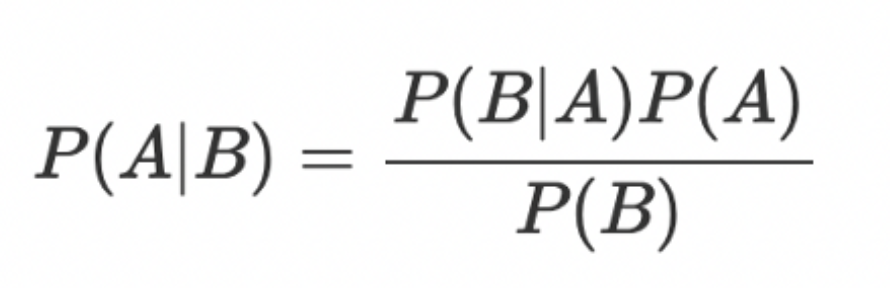 P(A|B) = P(B|A)P(A) / P(B)